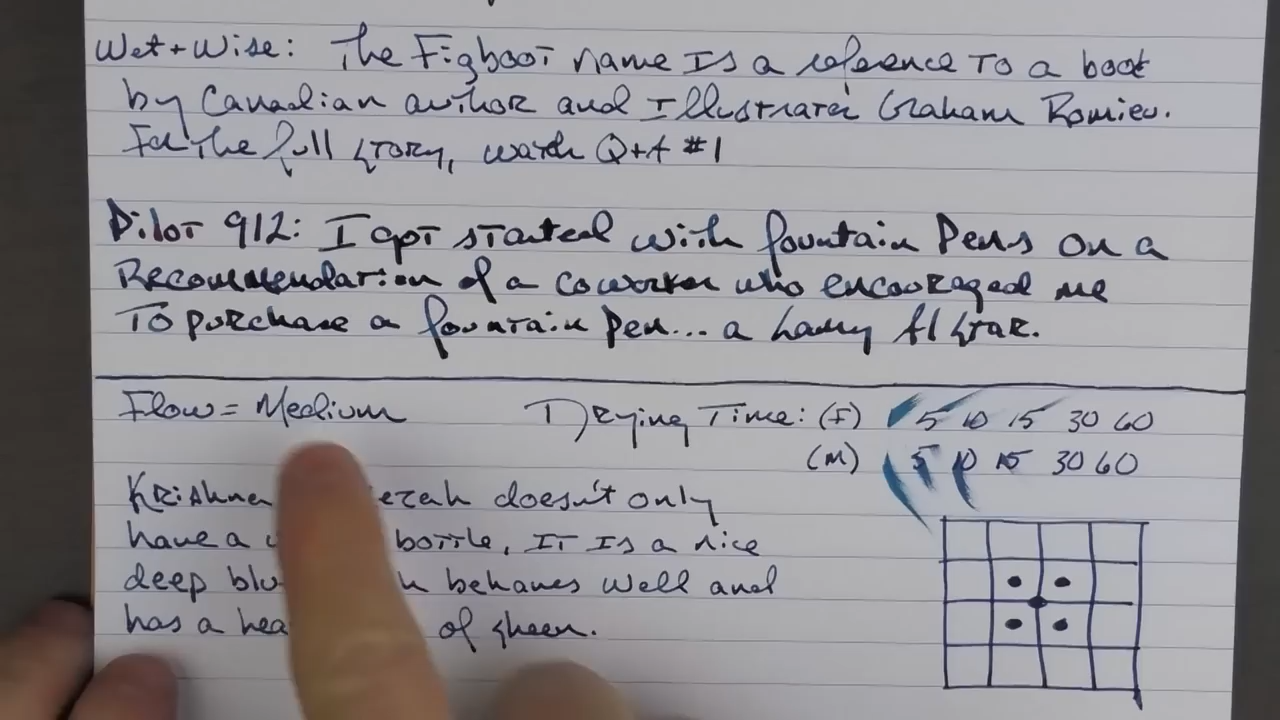 Wet + Wise: The Figboot name Is a reference To a book
by Canadian author and Illustrator Graham Romieu.
For the full story, watch Q+A #1
Pilot 912: I got started with fountain Pens on a
Recommendation of a coworker who encouraged me
To purchase a fountain Pen... a Lamy Al Star.
Flow = Medium
Drying Time: (F) 5 10 15 30 60
(M) 5 10 15 30 60
Krishna doesn't only
have a bottle, IT Is a nice
deep behaves well and
has a of sheen.